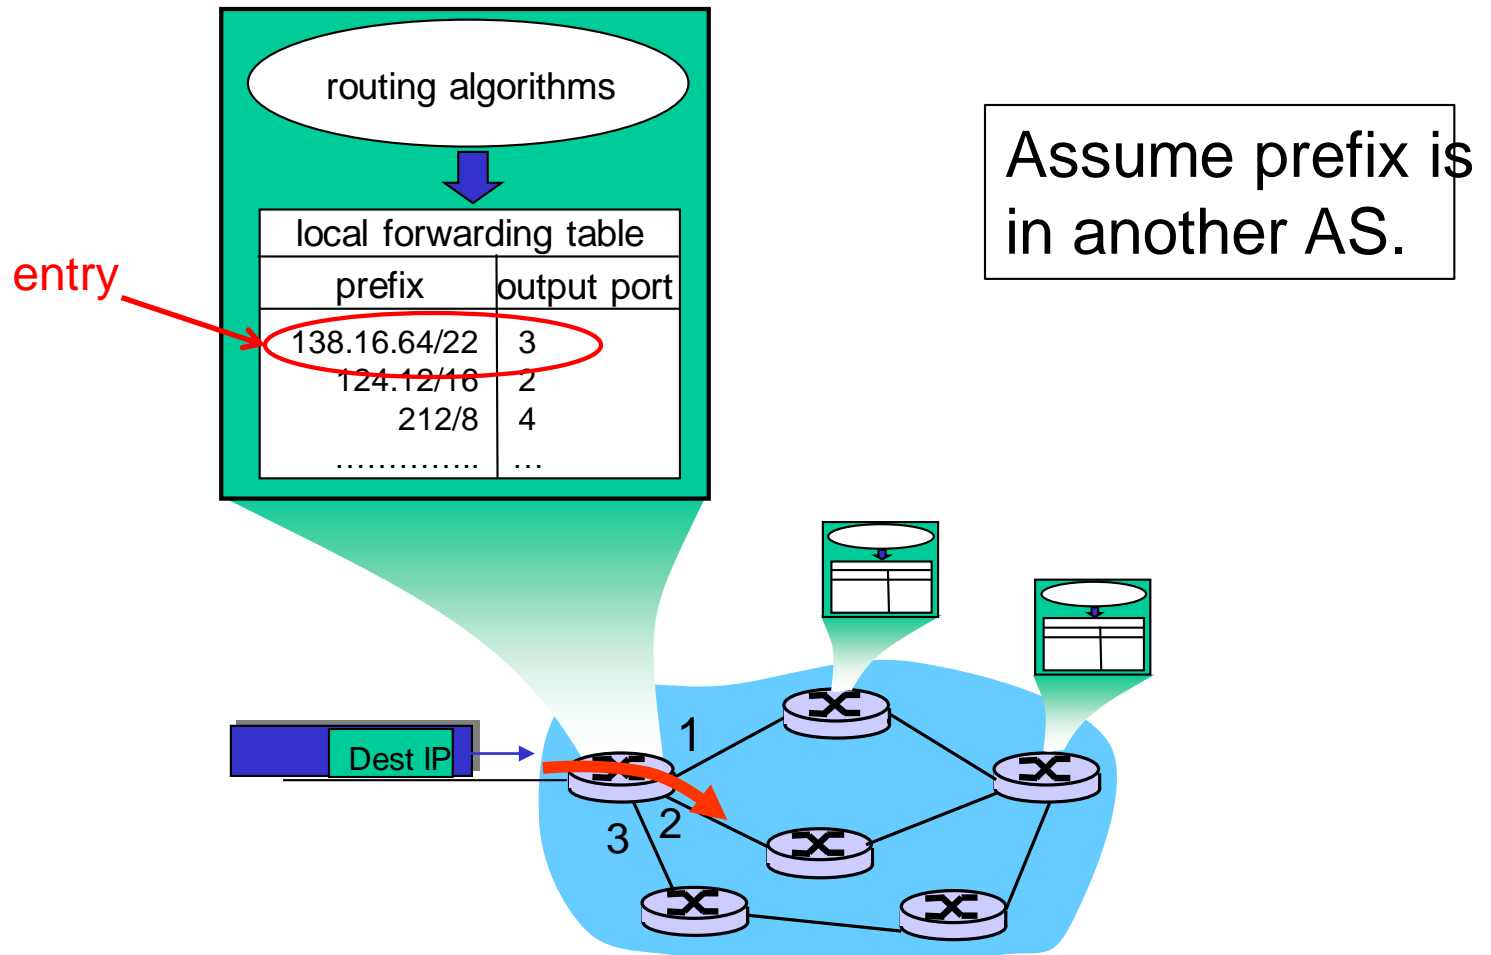 routing algorithms
Assume prefix is
in another AS.
local forwarding table
entry
prefix output port
138.16.64/22 3
124.12/16 2
212/8 4
………….. …
1
Dest IP
2
3